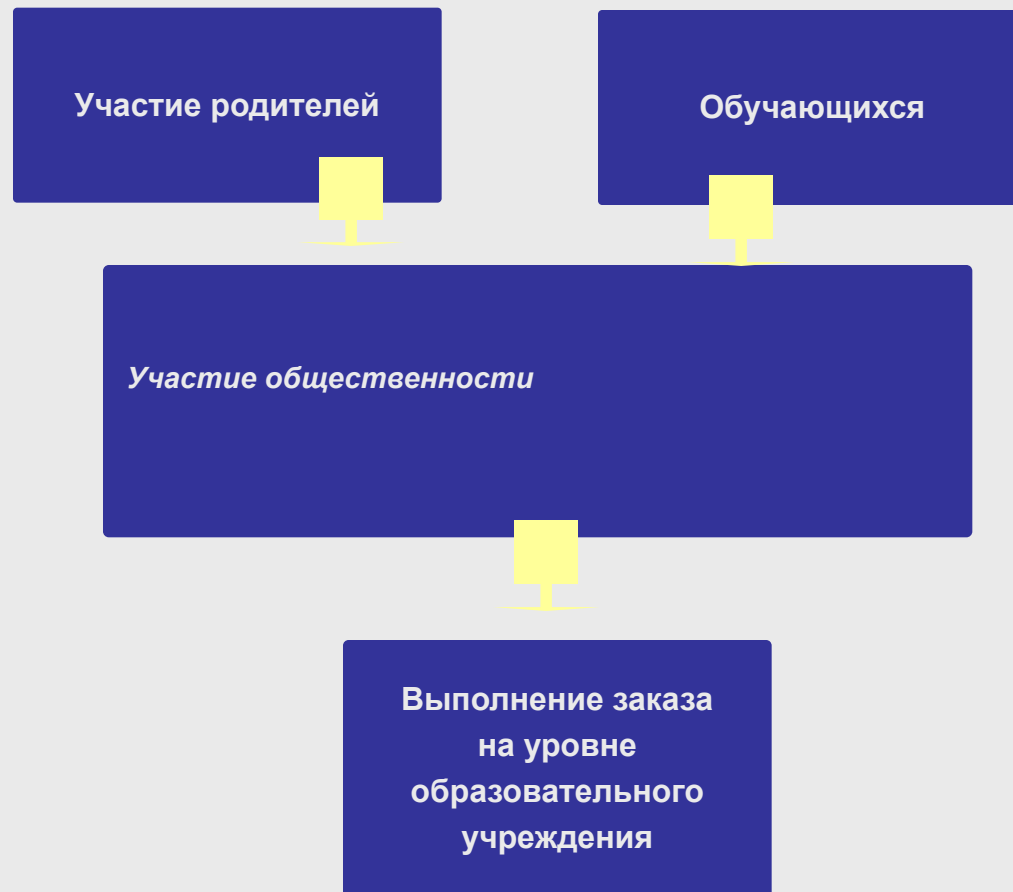 Участие родителей
Обучающихся
Участие общественности
Выполнение заказа
на уровне
образовательного
учреждения